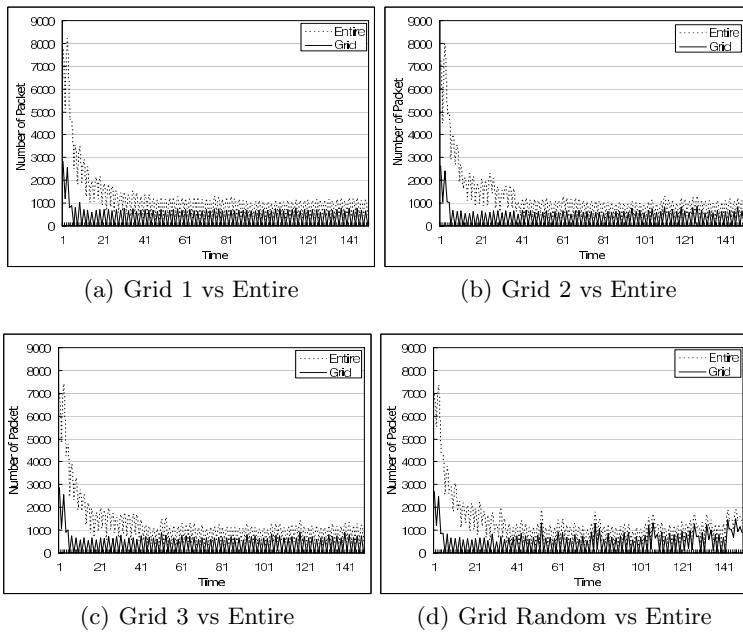 9000
8000
7000
6000
5000
4000
3000
2000
1000
0
Number of Packet
Entire
Grid
1 21 41 61 81 101 121 141
Time
(a) Grid 1 vs Entire
9000
8000
7000
6000
5000
4000
3000
2000
1000
0
Number of Packet
Entire
Grid
1 21 41 61 81 101 121 141
Time
(b) Grid 2 vs Entire
9000
8000
7000
6000
5000
4000
3000
2000
1000
0
Number of Packet
Entire
Grid
1 21 41 61 81 101 121 141
Time
(c) Grid 3 vs Entire
9000
8000
7000
6000
5000
4000
3000
2000
1000
0
Number of Packet
Entire
Grid
1 21 41 61 81 101 121 141
Time
(d) Grid Random vs Entire